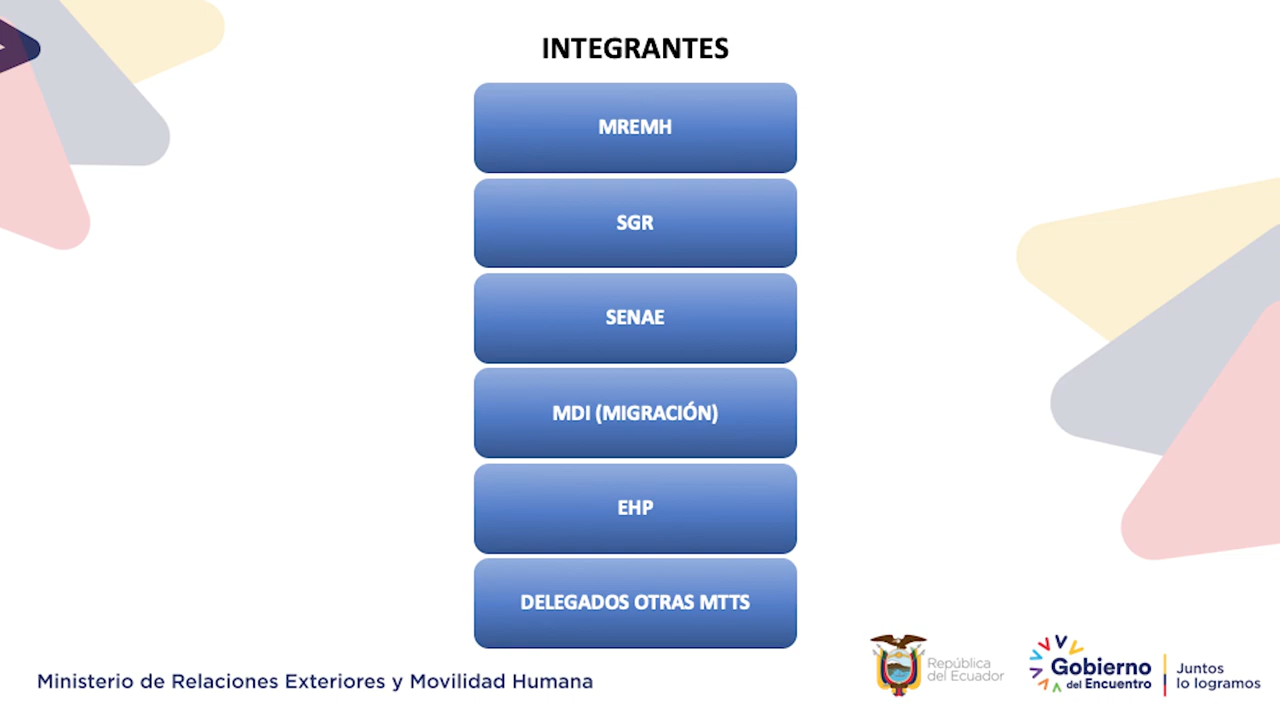 INTEGRANTES
MREMH
SGR
SENAE
MDI (MIGRACIÓN)
EHP
DELEGADOS OTRAS MTTS
Ministerio de Relaciones Exteriores y Movilidad Humana
República
del Ecuador
Gobierno
del Encuentro
Juntos
lo logramos